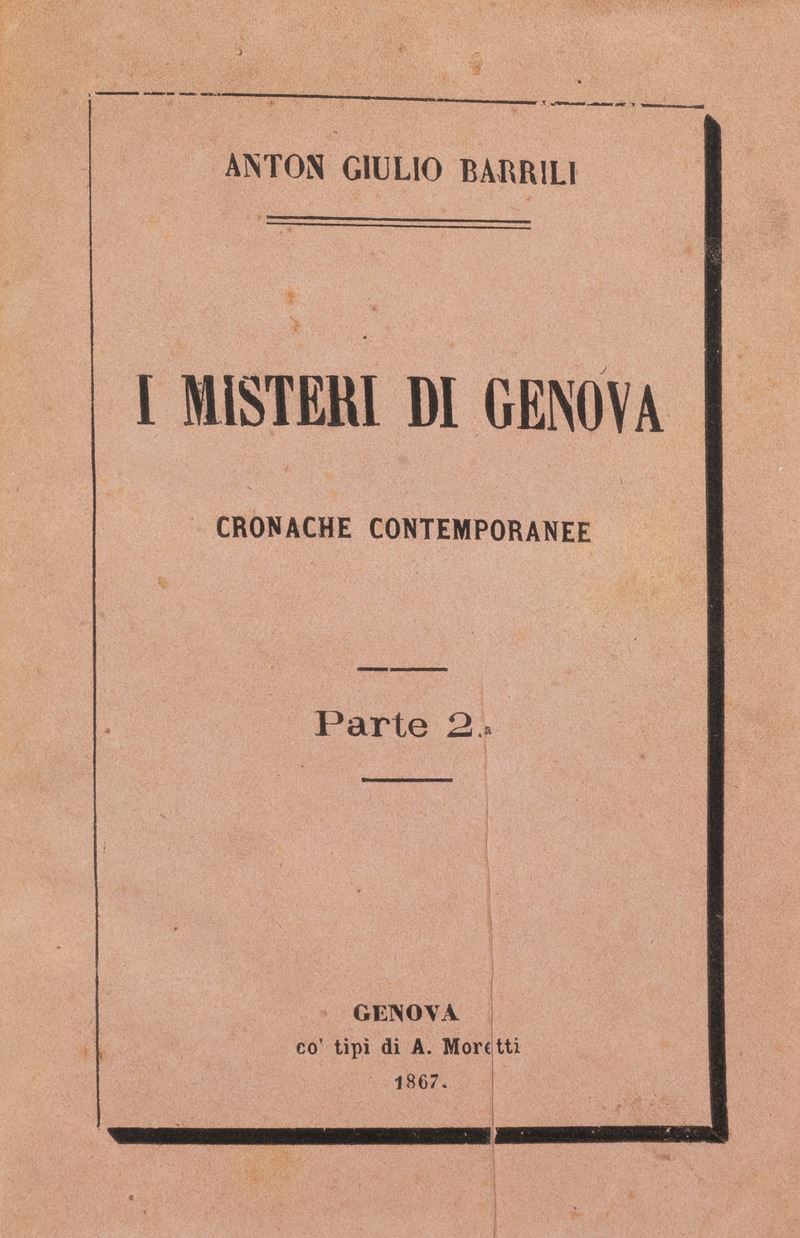 ANTON GIULIO BARRILI
I MISTERI DI GENOVA
CRONACHE CONTEMPORANEE
Parte 2.a
GENOVA
co' tipi di A. Moretti
1867.